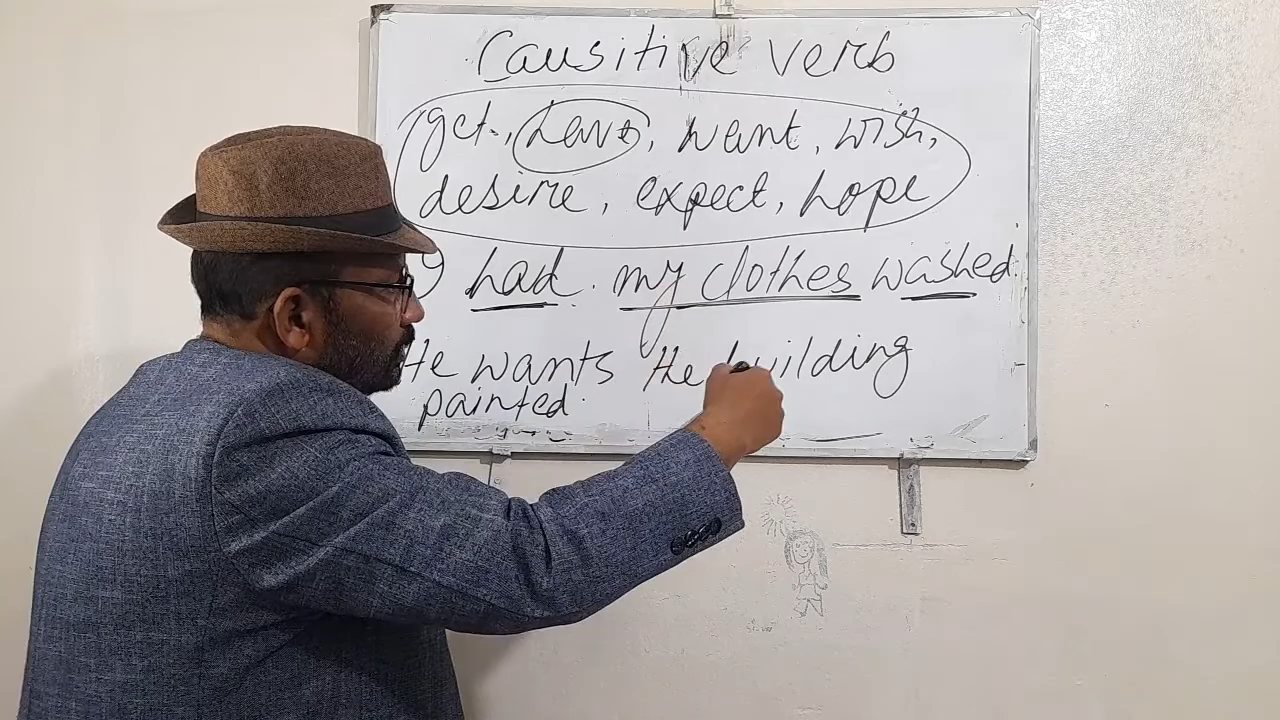 Causitive verb
get, have, want, wish,
desire, expect, hope
I had my clothes washed.
He wants the building
painted.